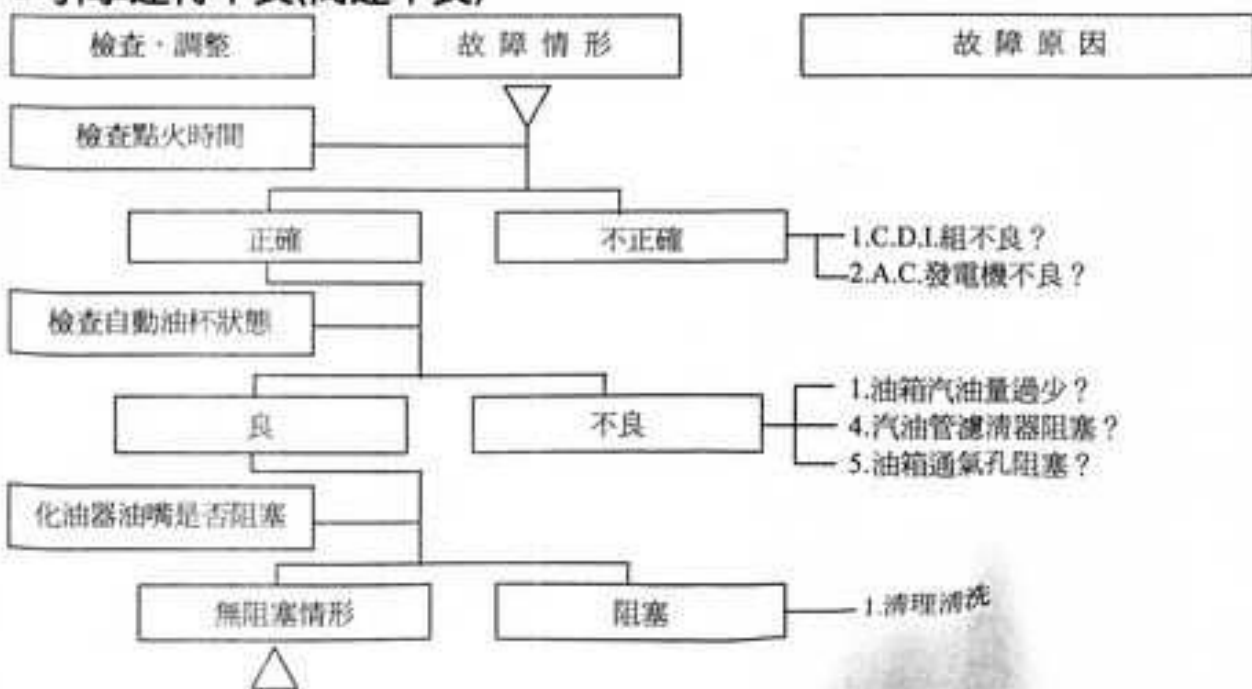 檢查・調整
故障情形
故障原因
檢查點火時間
正確
不正確
1.C.D.I.組不良？
2.A.C.發電機不良？
檢查自動油杯狀態
良
不良
1.油箱汽油量過少？
4.汽油管濾清器阻塞？
5.油箱通氣孔阻塞？
化油器油嘴是否阻塞
無阻塞情形
阻塞
1.清理清洗